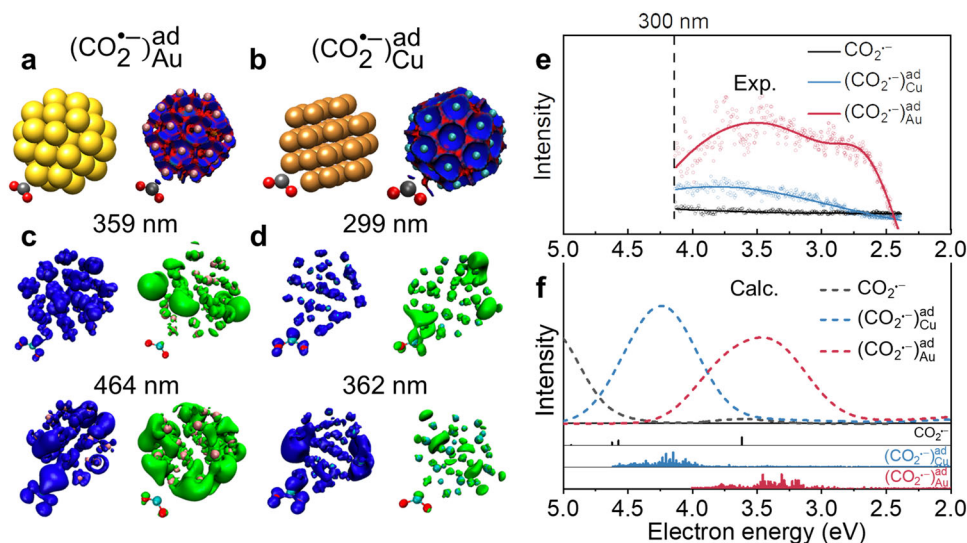 (CO₂•−)ᵃᵈAu
(CO₂•−)ᵃᵈCu
a
b
359 nm
299 nm
c
d
464 nm
362 nm
300 nm
e
Exp.
CO₂•−
(CO₂•−)ᵃᵈCu
(CO₂•−)ᵃᵈAu
Intensity
5.0 4.5 4.0 3.5 3.0 2.5 2.0
f
Calc.
CO₂•−
(CO₂•−)ᵃᵈCu
(CO₂•−)ᵃᵈAu
Intensity
CO₂•−
(CO₂•−)ᵃᵈCu
(CO₂•−)ᵃᵈAu
5.0 4.5 4.0 3.5 3.0 2.5 2.0
Electron energy (eV)